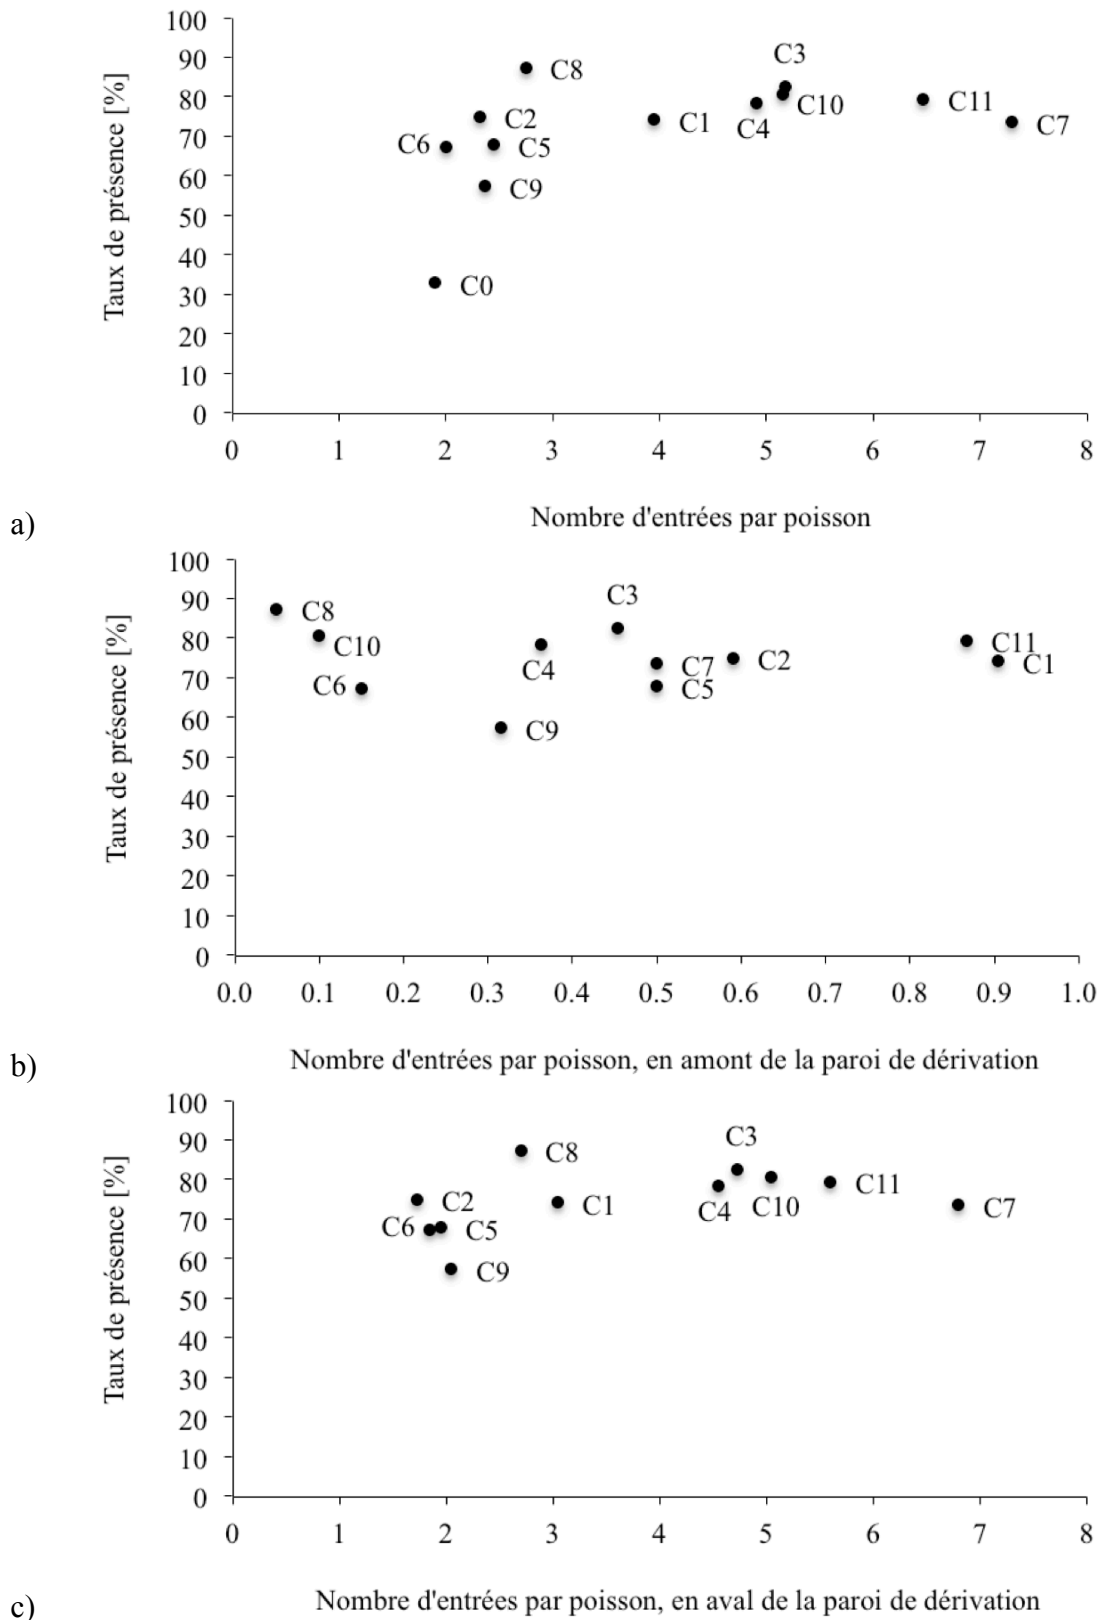 100
90
80
70
60
50
40
30
20
10
0
Taux de présence [%]
C3
C8
C10
C11
C2
C1
C4
C7
C6
C5
C9
C0
0 1 2 3 4 5 6 7 8
a)
Nombre d'entrées par poisson
100
90
80
70
60
50
40
30
20
10
0
Taux de présence [%]
C3
C8
C10
C11
C4
C7
C2
C1
C6
C5
C9
0.0 0.1 0.2 0.3 0.4 0.5 0.6 0.7 0.8 0.9 1.0
b)
Nombre d'entrées par poisson, en amont de la paroi de dérivation
100
90
80
70
60
50
40
30
20
10
0
Taux de présence [%]
C3
C8
C11
C2
C1
C4
C10
C7
C6
C5
C9
0 1 2 3 4 5 6 7 8
c)
Nombre d'entrées par poisson, en aval de la paroi de dérivation